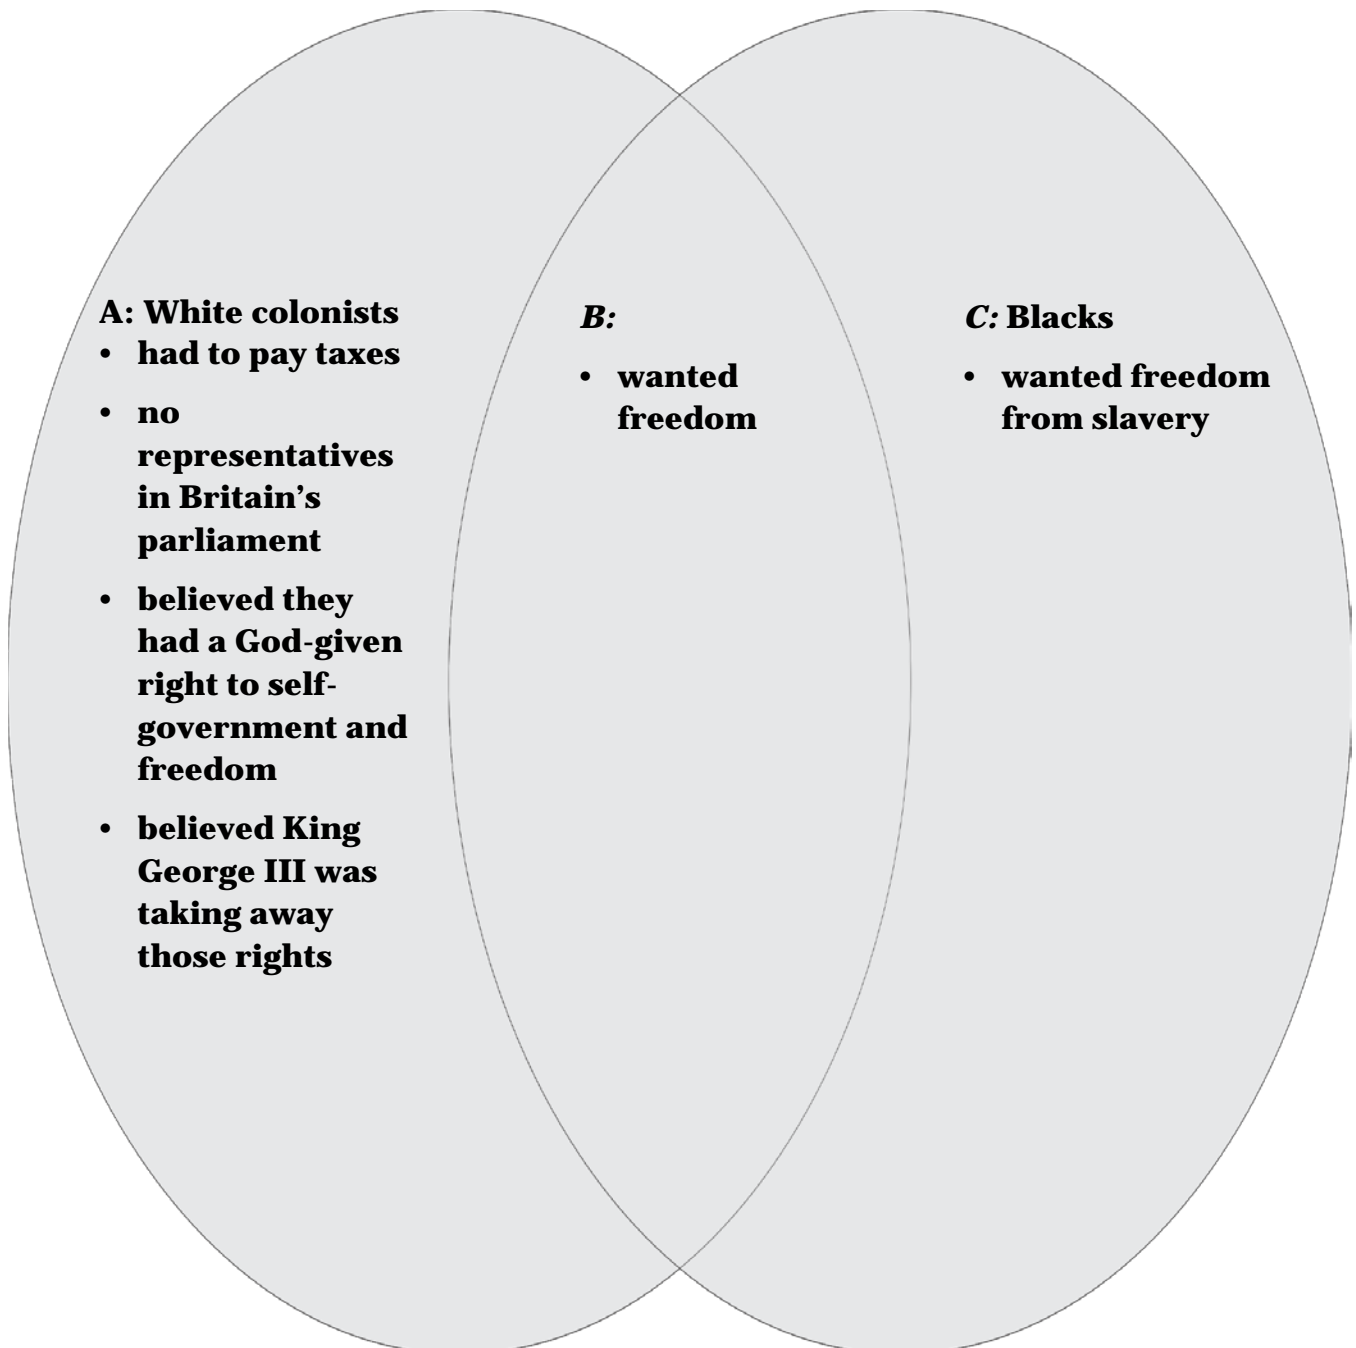 A: White colonists
• had to pay taxes
• no
representatives
in Britain’s
parliament
• believed they
had a God-given
right to self-
government and
freedom
• believed King
George III was
taking away
those rights
B:
• wanted
freedom
C: Blacks
• wanted freedom
from slavery